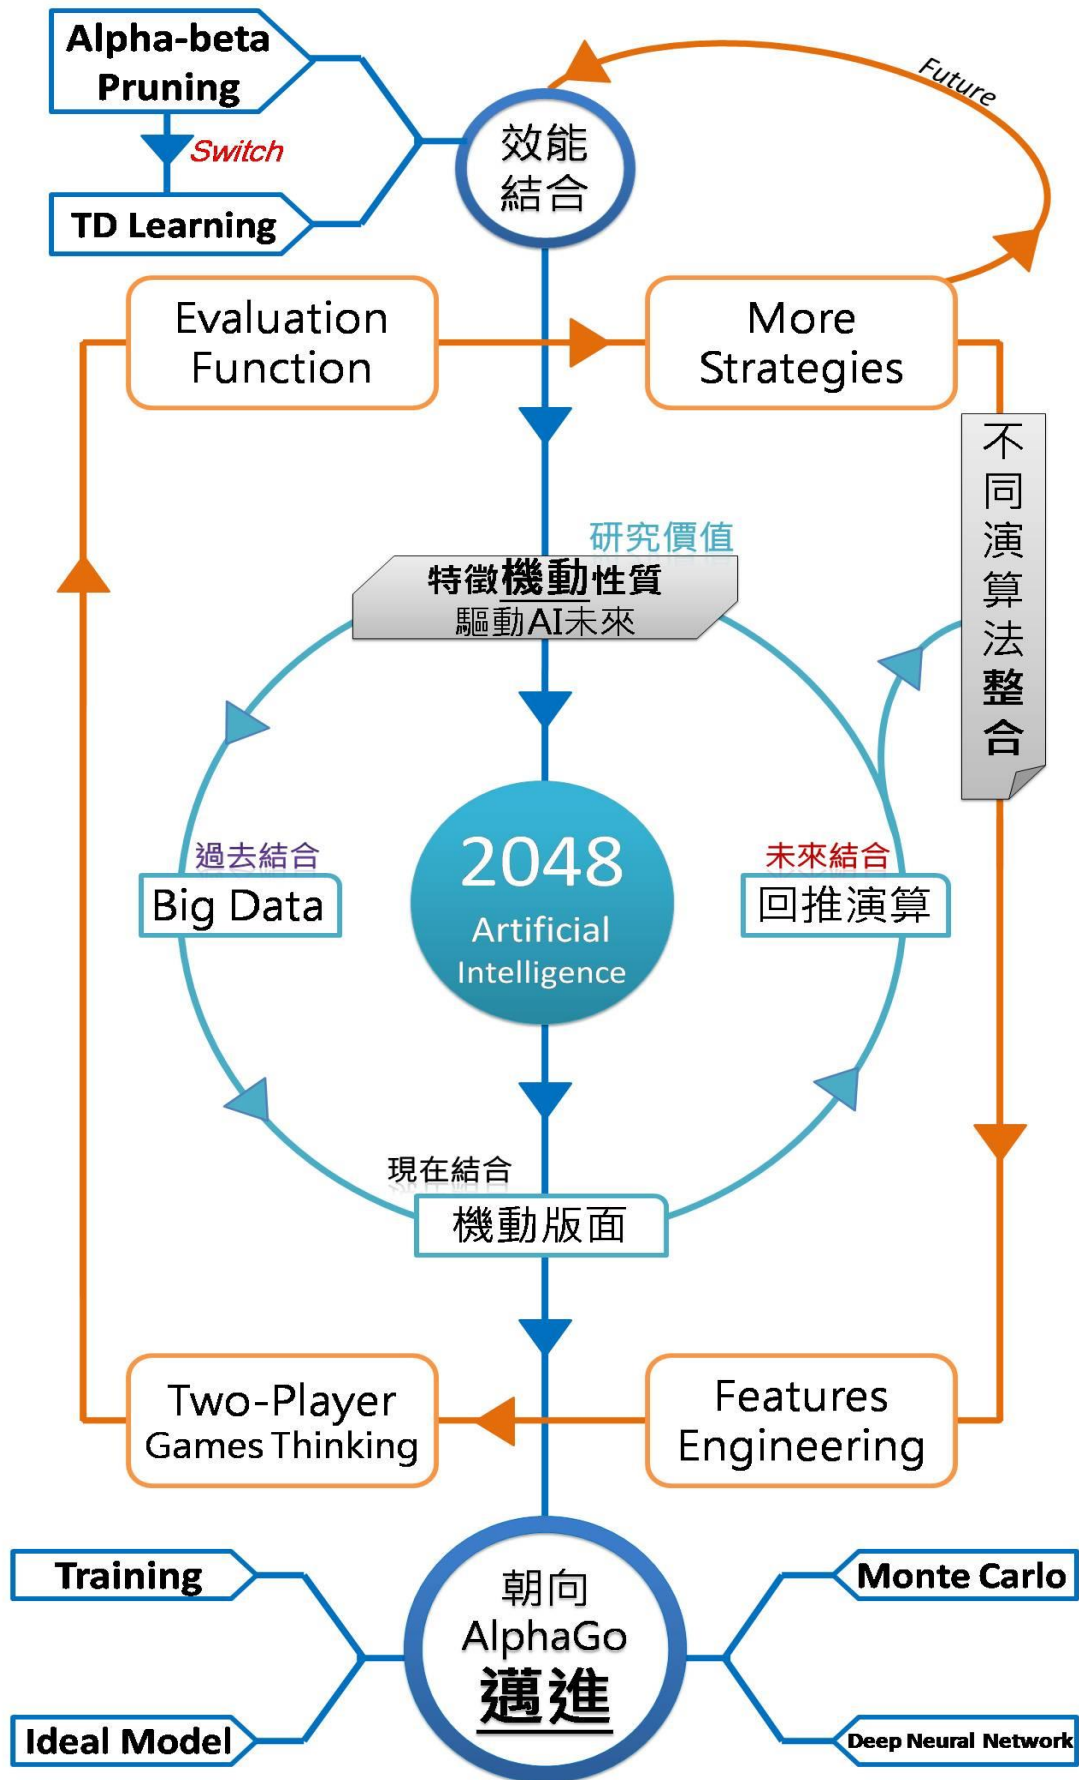 Alpha-beta
Pruning
Switch
TD Learning
效能
結合
Future
Evaluation
Function
More
Strategies
不同演算法整合
研究價值
特徵機動性質
驅動AI未來
過去結合
Big Data
2048
Artificial
Intelligence
未來結合
回推演算
現在結合
機動版面
Two-Player
Games Thinking
Features
Engineering
Training
Ideal Model
朝向
AlphaGo
邁進
Monte Carlo
Deep Neural Network